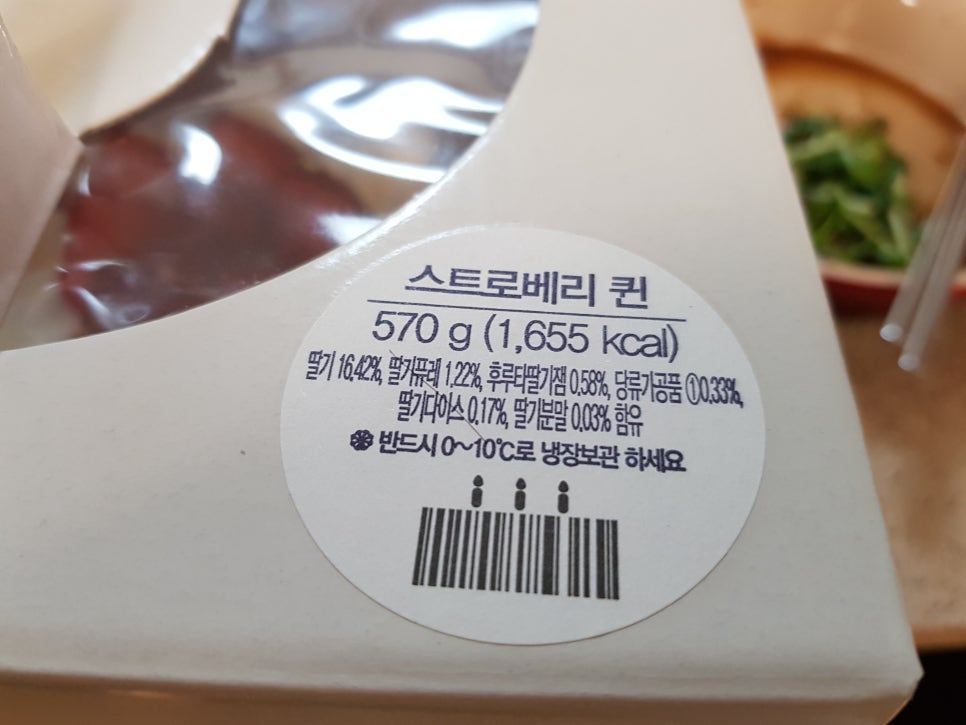 스트로베리 퀸
570 g (1,655 kcal)
딸기 16.42%, 딸기퓨레 1.22%, 후루타딸기잼 0.58%, 당류가공품 ①0.33%,
딸기다이스 0.17%, 딸기분말 0.03% 함유
반드시 0~10℃로 냉장보관 하세요